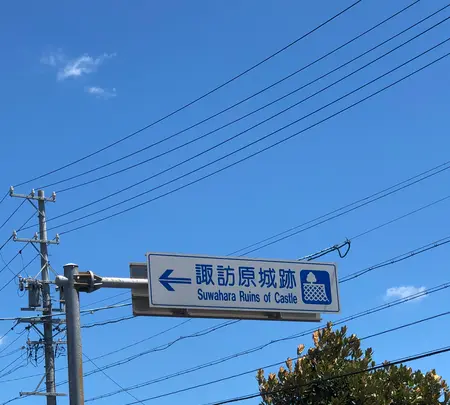 諏訪原城跡
Suwahara Ruins of Castle